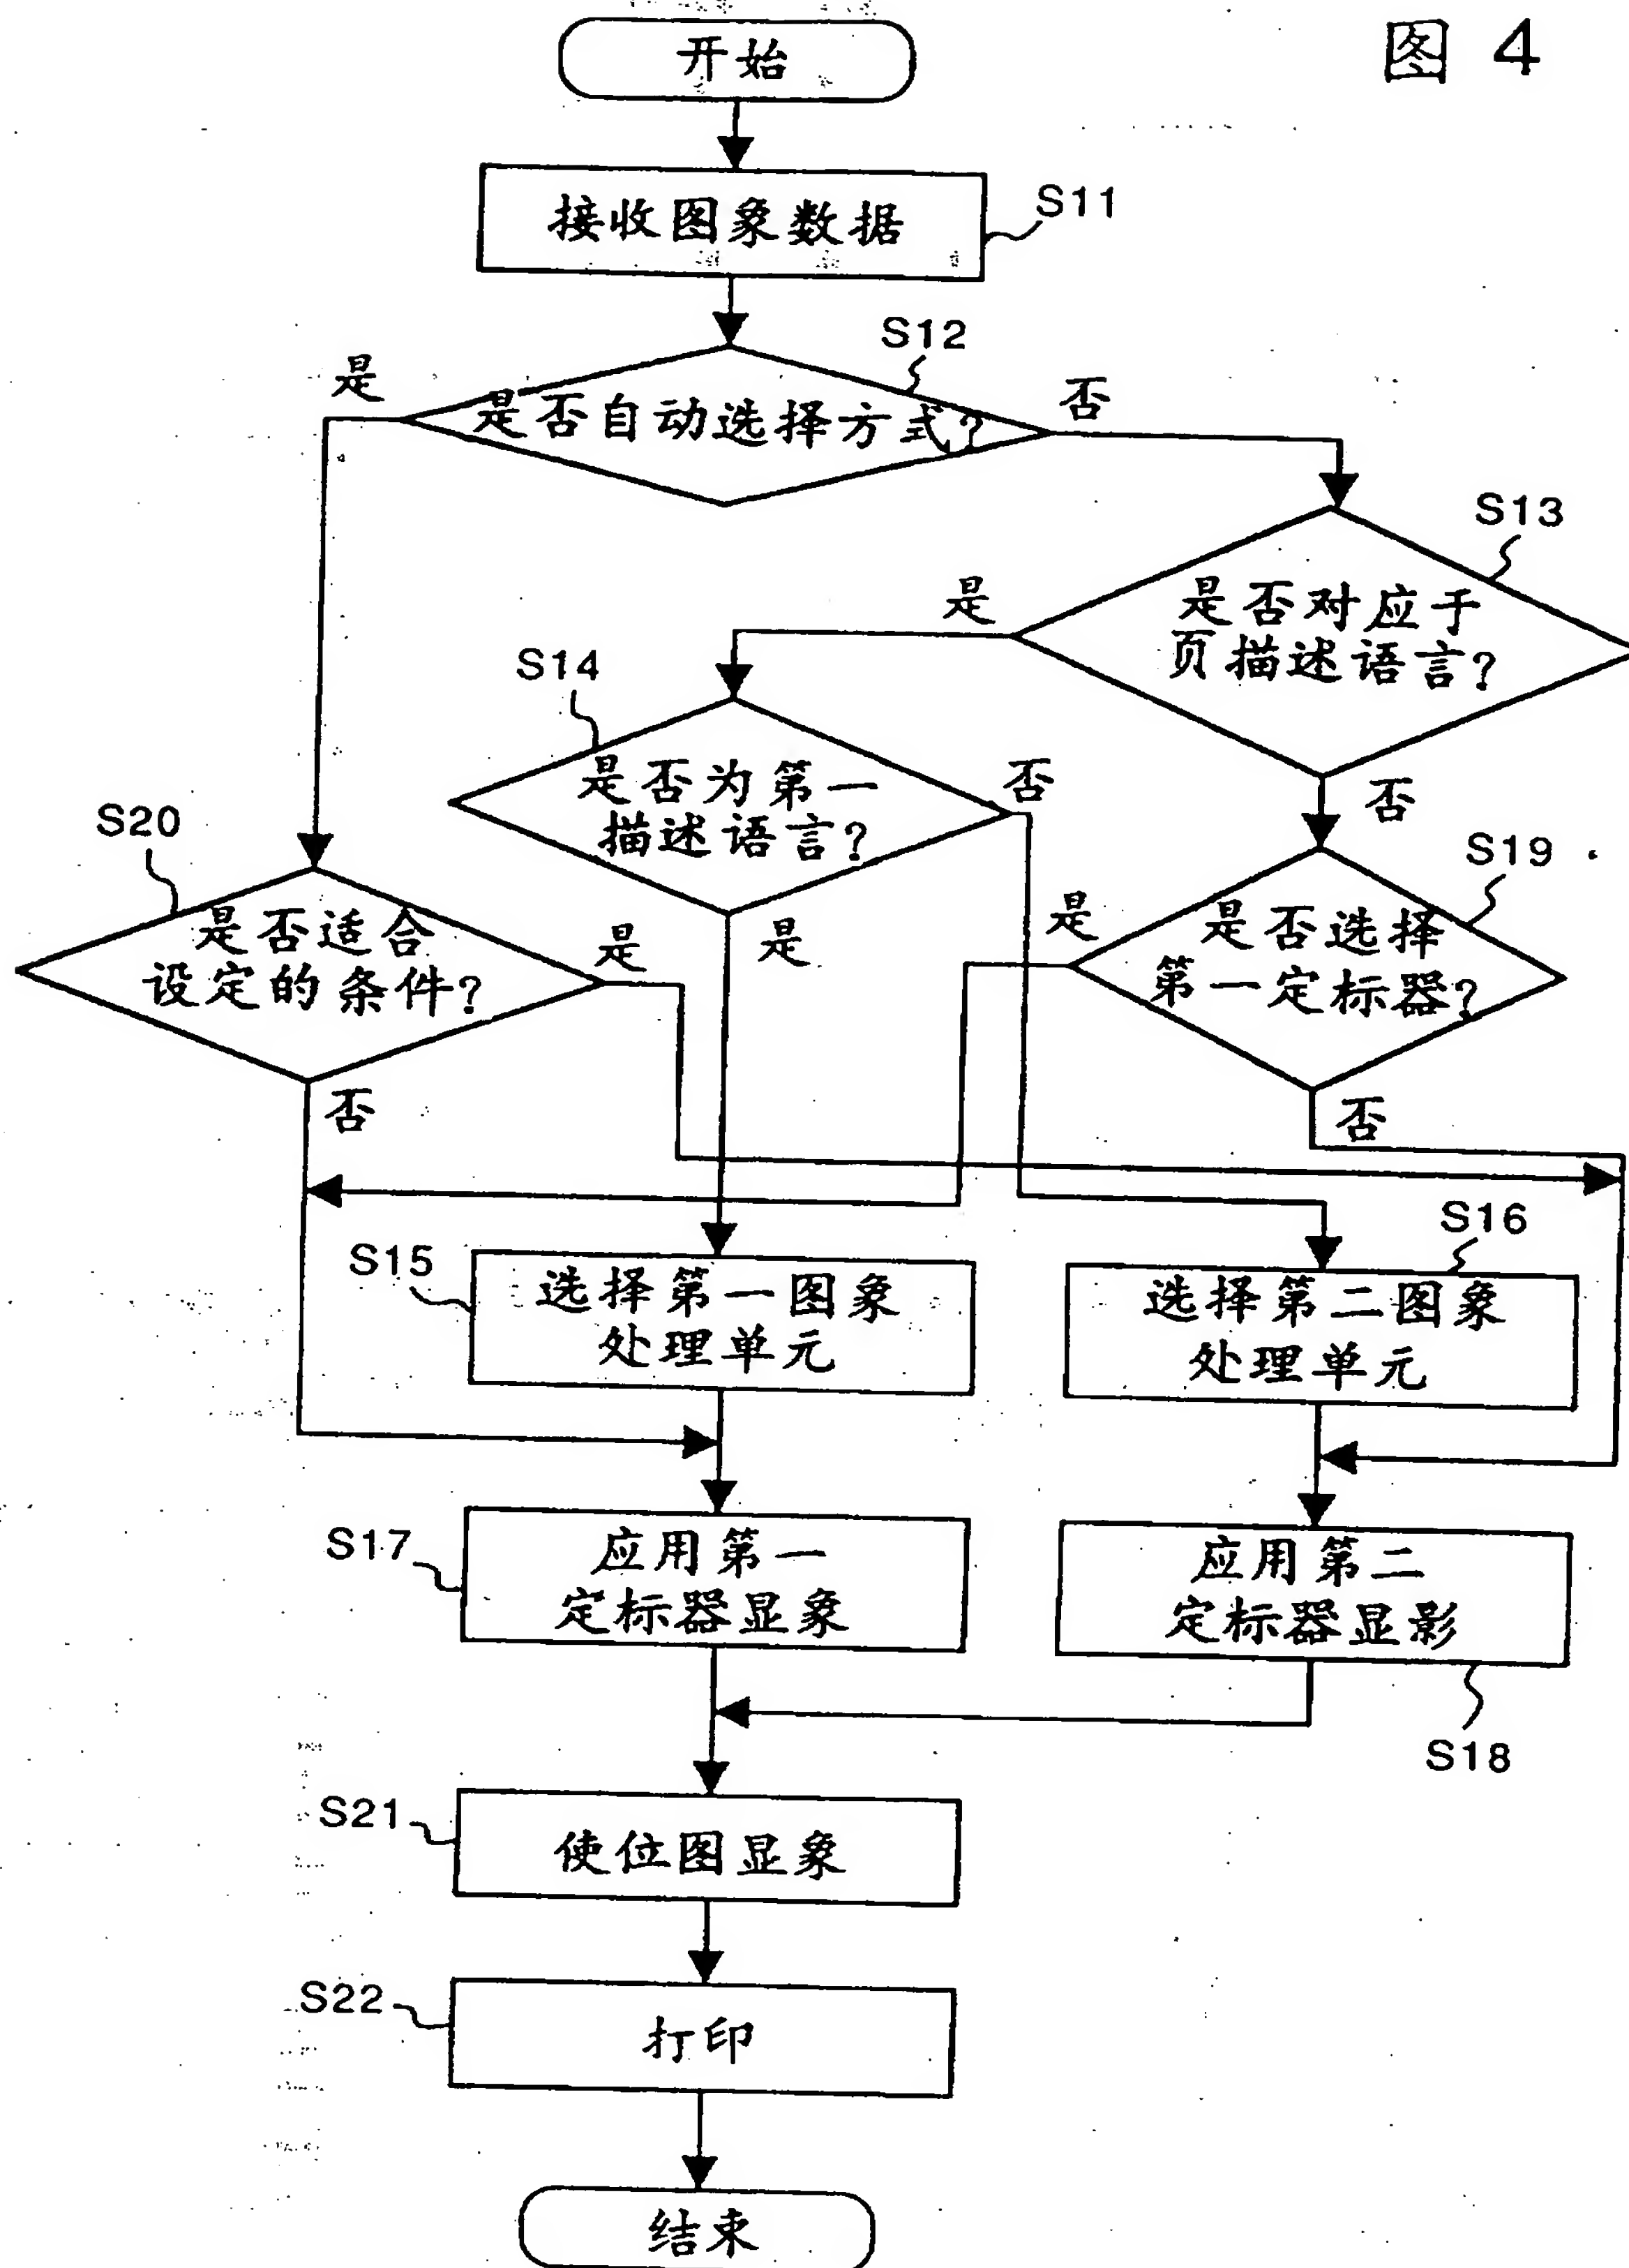 图 4
开始
接收图象数据
S11
S12
是
是否自动选择方式?
否
S13
是
是否对应于
页描述语言?
S14
是否为第一
描述语言?
否
否
S20
S19
是否适合
设定的条件?
是
是
是
是否选择
第一定标器?
否
否
S15
选择第一图象
处理单元
S16
选择第二图象
处理单元
S17
应用第一
定标器显象
应用第二
定标器显影
S18
S21
使位图显象
S22
打印
结束